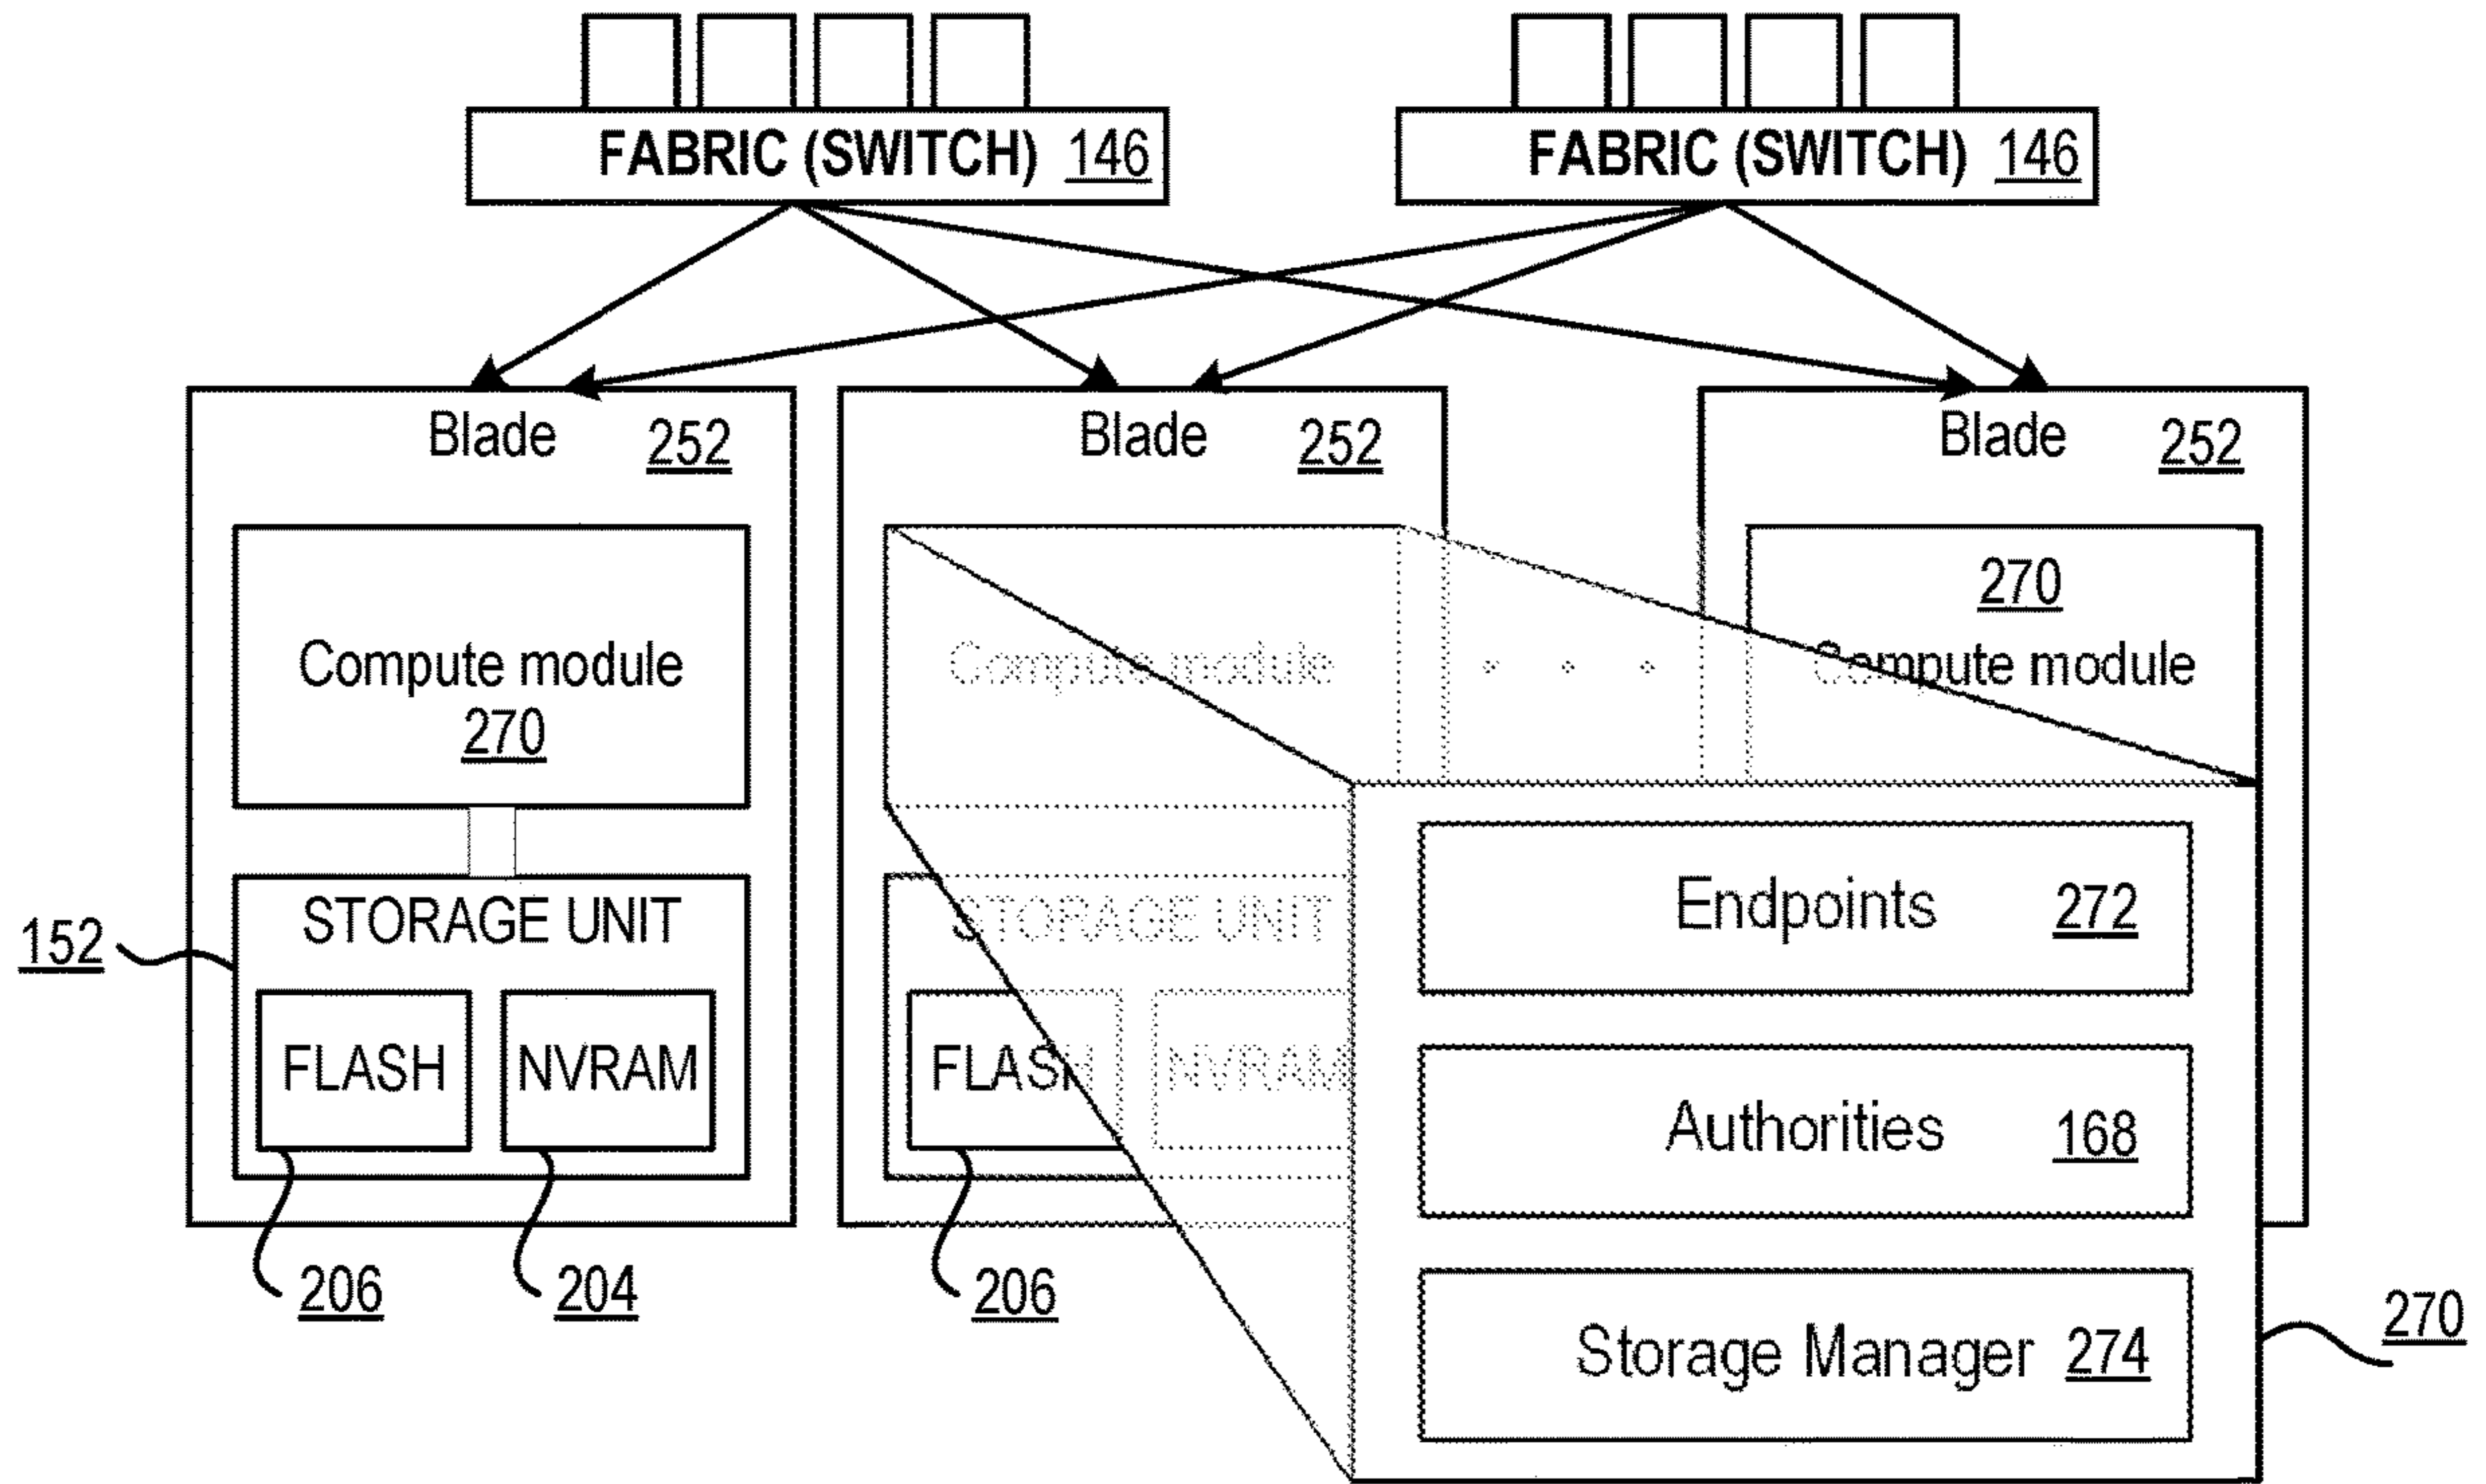 FABRIC (SWITCH) 146
FABRIC (SWITCH) 146
Blade 252
Blade 252
Blade 252
Compute module
270
Compute module
. . .
270
Compute module
152
STORAGE UNIT
FLASH
NVRAM
206
204
STORAGE UNIT
FLASH
NVRAM
206
Endpoints 272
Authorities 168
Storage Manager 274
270